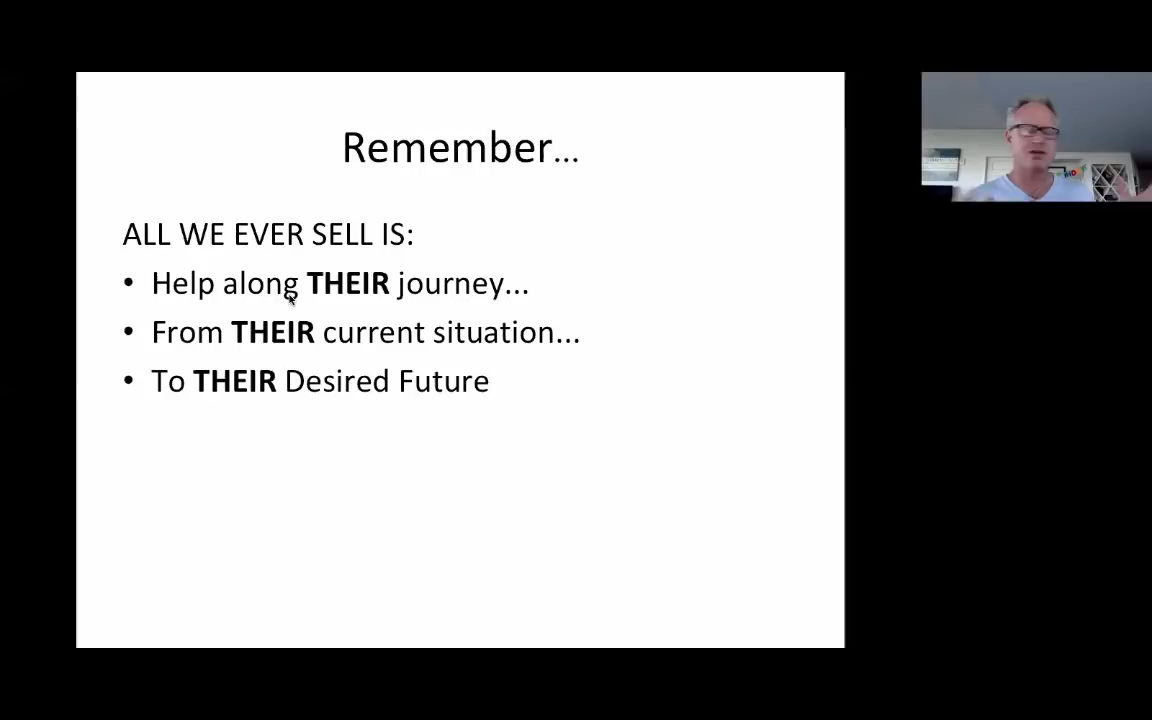 Remember...
ALL WE EVER SELL IS:
• Help along THEIR journey...
• From THEIR current situation...
• To THEIR Desired Future